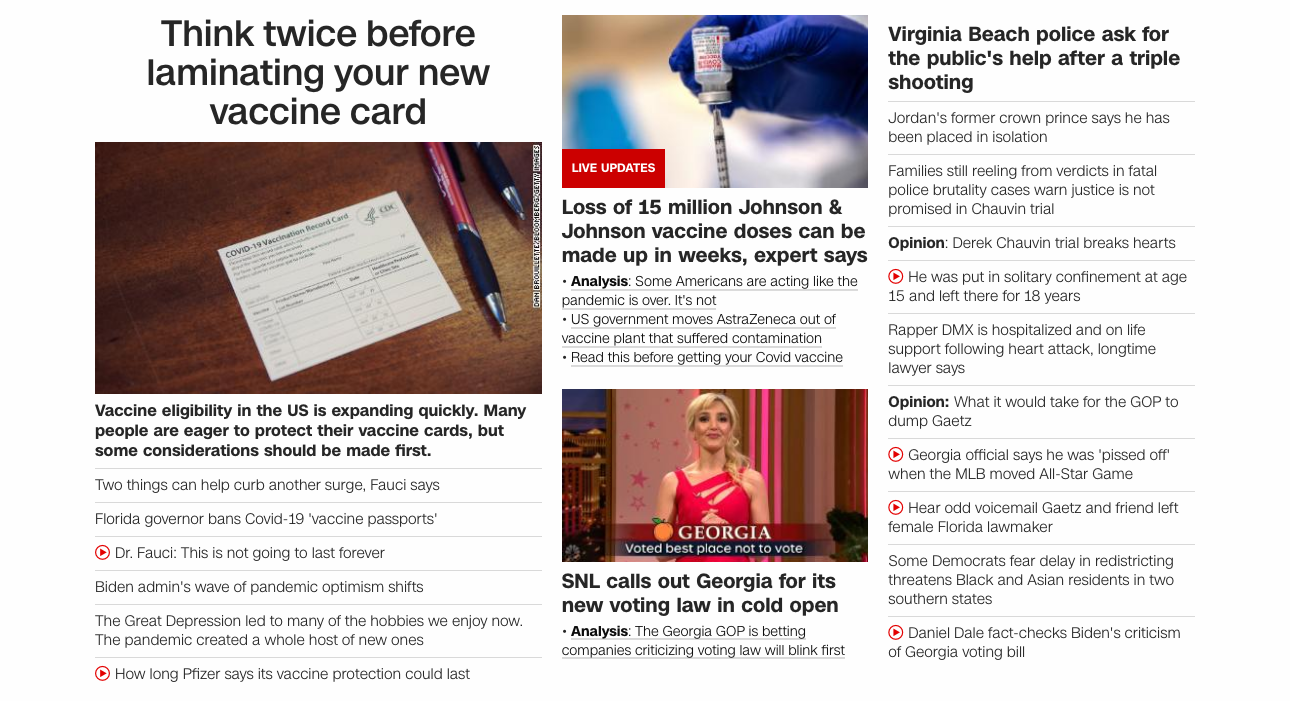 Think twice before
laminating your new
vaccine card
DAN BROUILLETTE/BLOOMBERG/GETTY IMAGES
COVID-19 Vaccination Record Card
CDC
Vaccine eligibility in the US is expanding quickly. Many
people are eager to protect their vaccine cards, but
some considerations should be made first.
Two things can help curb another surge, Fauci says
Florida governor bans Covid-19 'vaccine passports'
Dr. Fauci: This is not going to last forever
Biden admin's wave of pandemic optimism shifts
The Great Depression led to many of the hobbies we enjoy now.
The pandemic created a whole host of new ones
How long Pfizer says its vaccine protection could last
LIVE UPDATES
Loss of 15 million Johnson &
Johnson vaccine doses can be
made up in weeks, expert says
• Analysis: Some Americans are acting like the
pandemic is over. It's not
• US government moves AstraZeneca out of
vaccine plant that suffered contamination
• Read this before getting your Covid vaccine
GEORGIA
Voted best place not to vote
SNL calls out Georgia for its
new voting law in cold open
• Analysis: The Georgia GOP is betting
companies criticizing voting law will blink first
Virginia Beach police ask for
the public's help after a triple
shooting
Jordan's former crown prince says he has
been placed in isolation
Families still reeling from verdicts in fatal
police brutality cases warn justice is not
promised in Chauvin trial
Opinion: Derek Chauvin trial breaks hearts
He was put in solitary confinement at age
15 and left there for 18 years
Rapper DMX is hospitalized and on life
support following heart attack, longtime
lawyer says
Opinion: What it would take for the GOP to
dump Gaetz
Georgia official says he was 'pissed off'
when the MLB moved All-Star Game
Hear odd voicemail Gaetz and friend left
female Florida lawmaker
Some Democrats fear delay in redistricting
threatens Black and Asian residents in two
southern states
Daniel Dale fact-checks Biden's criticism
of Georgia voting bill